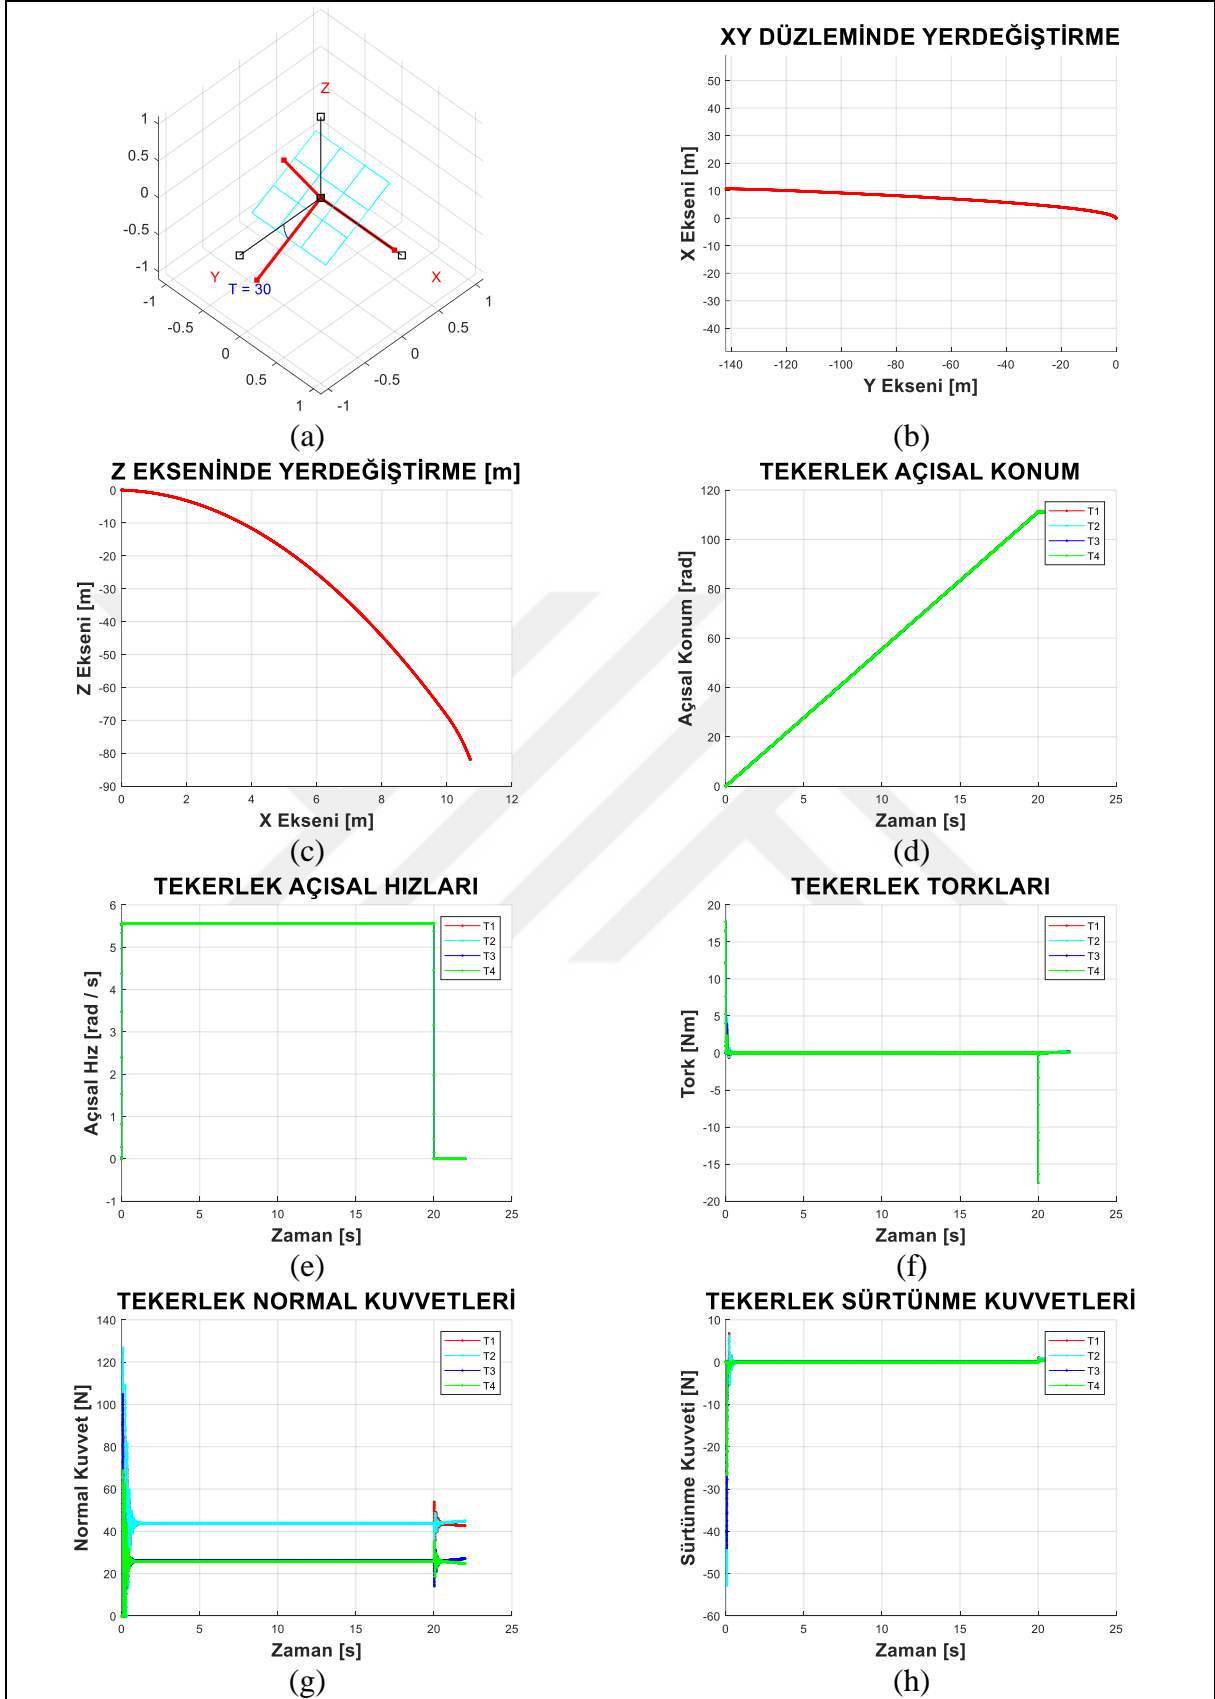 Z
1
0.5
0
-0.5
-1
Y
X
T = 30
-1
-0.5
0
0.5
1
-1
-0.5
0
0.5
1
(a)
XY DÜZLEMİNDE YERDEĞİŞTİRME
50
40
30
20
10
0
-10
-20
-30
-40
X Ekseni [m]
-140 -120 -100 -80 -60 -40 -20 0
Y Ekseni [m]
(b)
Z EKSENİNDE YERDEĞİŞTİRME [m]
0
-10
-20
-30
-40
-50
-60
-70
-80
-90
Z Ekseni [m]
0 2 4 6 8 10 12
X Ekseni [m]
(c)
TEKERLEK AÇISAL KONUM
120
100
80
60
40
20
0
Açısal Konum [rad]
T1
T2
T3
T4
0 5 10 15 20 25
Zaman [s]
(d)
TEKERLEK AÇISAL HIZLARI
6
5
4
3
2
1
0
-1
Açısal Hız [rad / s]
T1
T2
T3
T4
0 5 10 15 20 25
Zaman [s]
(e)
TEKERLEK TORKLARI
20
15
10
5
0
-5
-10
-15
-20
Tork [Nm]
T1
T2
T3
T4
0 5 10 15 20 25
Zaman [s]
(f)
TEKERLEK NORMAL KUVVETLERİ
140
120
100
80
60
40
20
0
Normal Kuvvet [N]
T1
T2
T3
T4
0 5 10 15 20 25
Zaman [s]
(g)
TEKERLEK SÜRTÜNME KUVVETLERİ
10
0
-10
-20
-30
-40
-50
-60
Sürtünme Kuvveti [N]
T1
T2
T3
T4
0 5 10 15 20 25
Zaman [s]
(h)